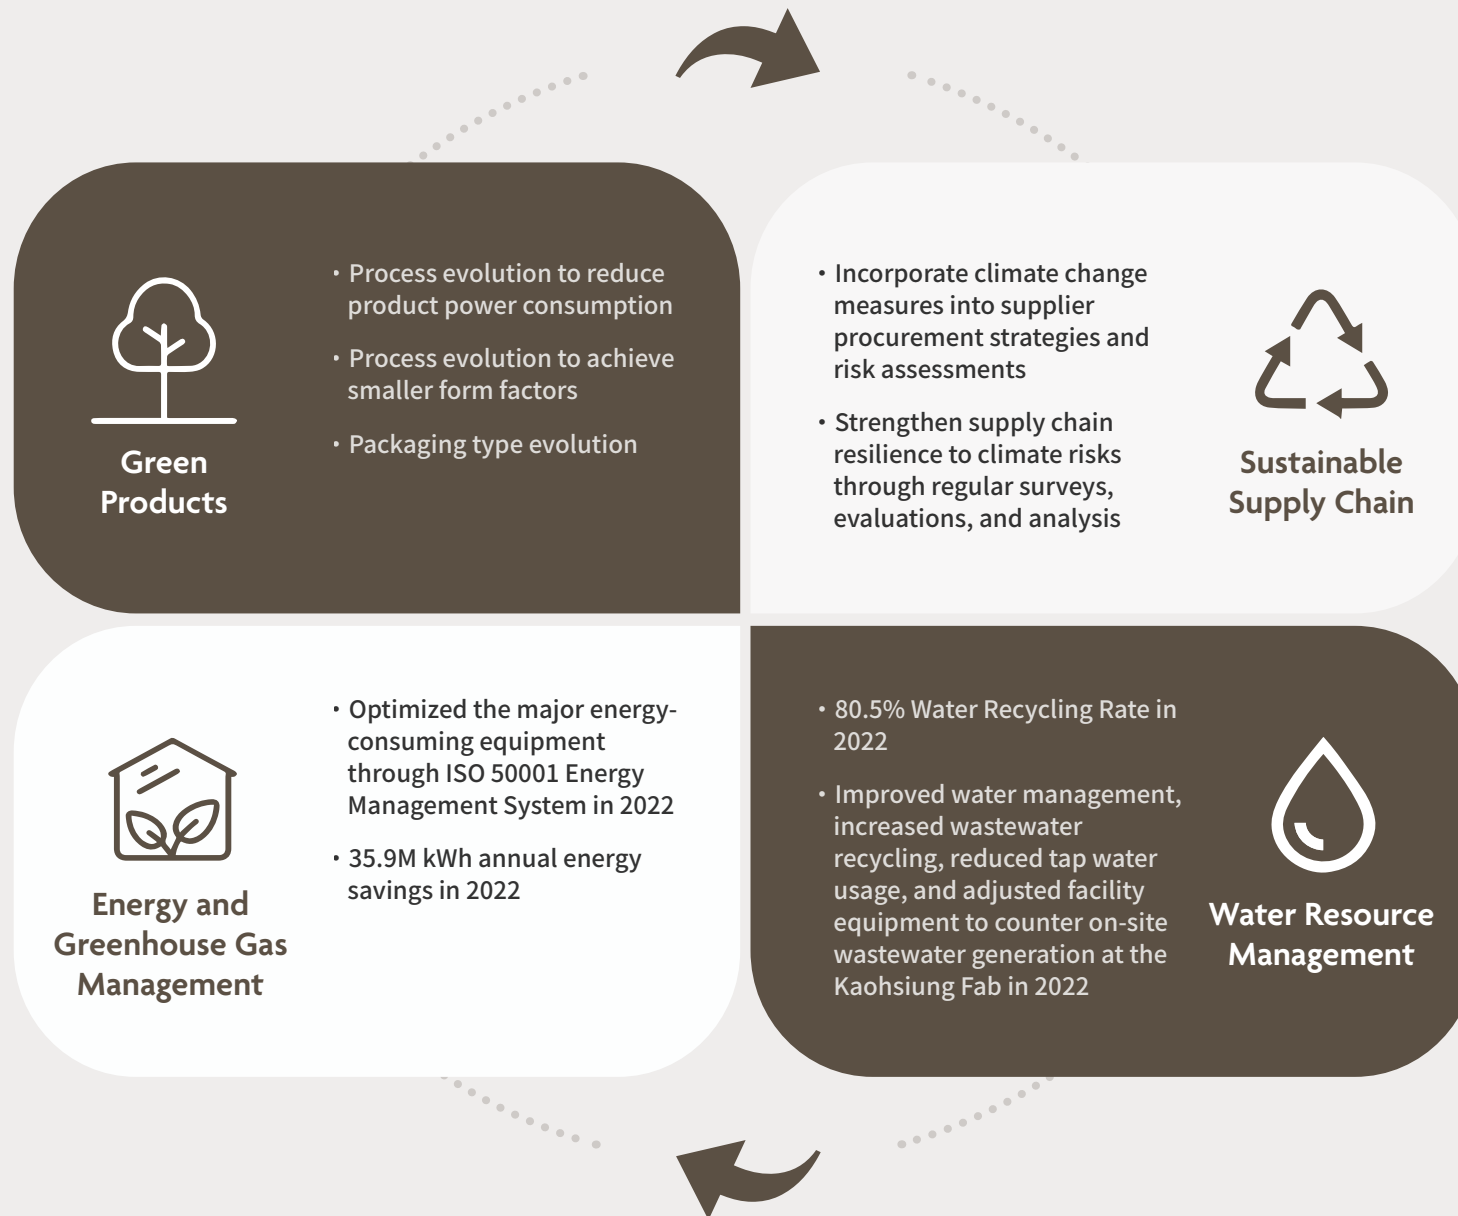 Green
Products
• Process evolution to reduce
product power consumption
• Process evolution to achieve
smaller form factors
• Packaging type evolution
• Incorporate climate change
measures into supplier
procurement strategies and
risk assessments
• Strengthen supply chain
resilience to climate risks
through regular surveys,
evaluations, and analysis
Sustainable
Supply Chain
Energy and
Greenhouse Gas
Management
• Optimized the major energy-
consuming equipment
through ISO 50001 Energy
Management System in 2022
• 35.9M kWh annual energy
savings in 2022
• 80.5% Water Recycling Rate in
2022
• Improved water management,
increased wastewater
recycling, reduced tap water
usage, and adjusted facility
equipment to counter on-site
wastewater generation at the
Kaohsiung Fab in 2022
Water Resource
Management